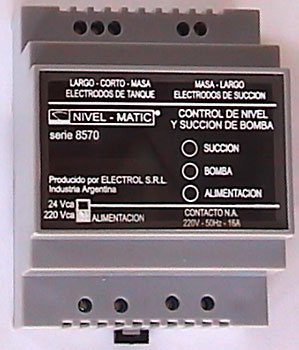 LARGO - CORTO - MASA
ELECTRODOS DE TANQUE
MASA - LARGO
ELECTRODOS DE SUCCION
NIVEL - MATIC®
serie 8570
CONTROL DE NIVEL
Y SUCCION DE BOMBA
SUCCION
BOMBA
ALIMENTACION
Producido por ELECTROL S.R.L.
Industria Argentina
24 Vca
220 Vca
ALIMENTACION
CONTACTO N.A.
220V - 50Hz - 16A